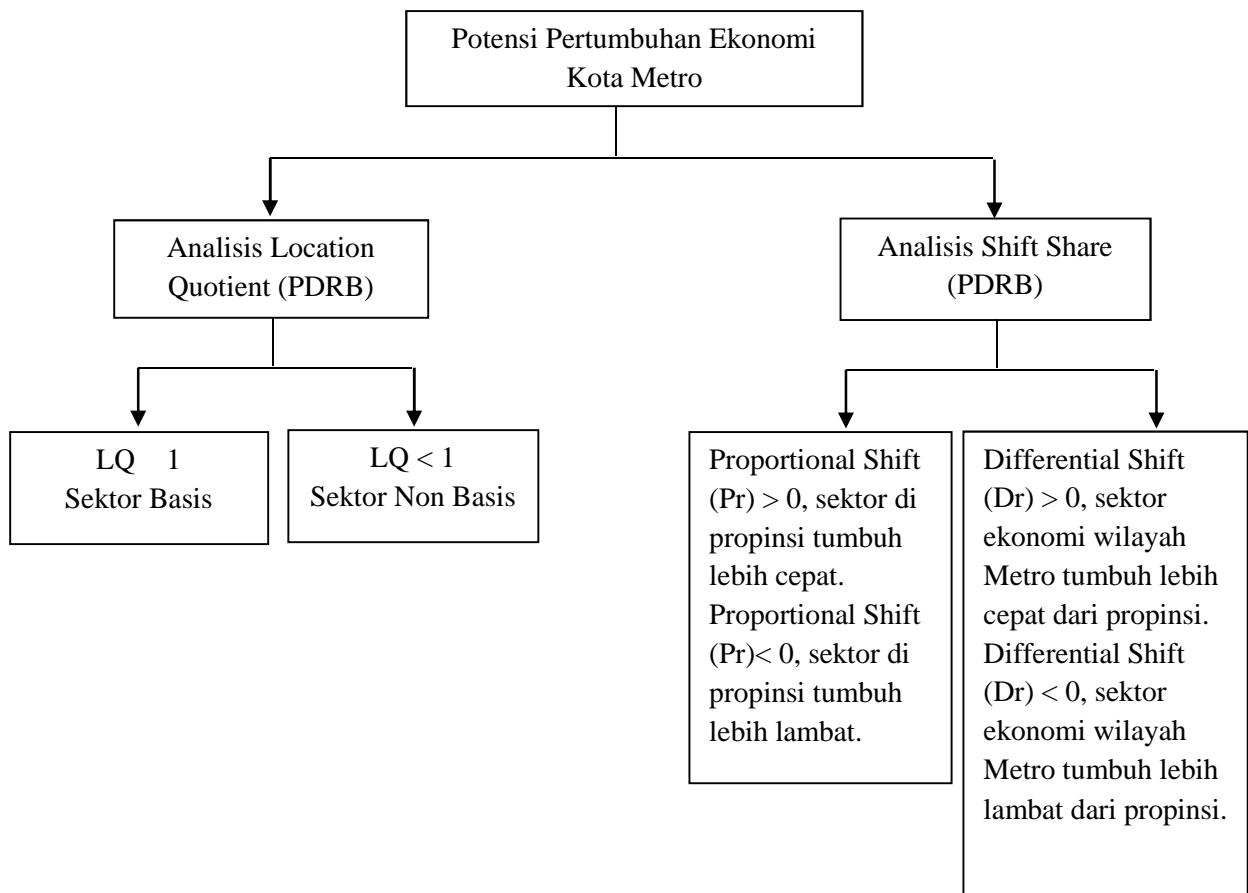 Potensi Pertumbuhan Ekonomi
Kota Metro
Analisis Location
Quotient (PDRB)
Analisis Shift Share
(PDRB)
LQ 1
Sektor Basis
LQ < 1
Sektor Non Basis
Proportional Shift
(Pr) > 0, sektor di
propinsi tumbuh
lebih cepat.
Proportional Shift
(Pr)< 0, sektor di
propinsi tumbuh
lebih lambat.
Differential Shift
(Dr) > 0, sektor
ekonomi wilayah
Metro tumbuh lebih
cepat dari propinsi.
Differential Shift
(Dr) < 0, sektor
ekonomi wilayah
Metro tumbuh lebih
lambat dari propinsi.